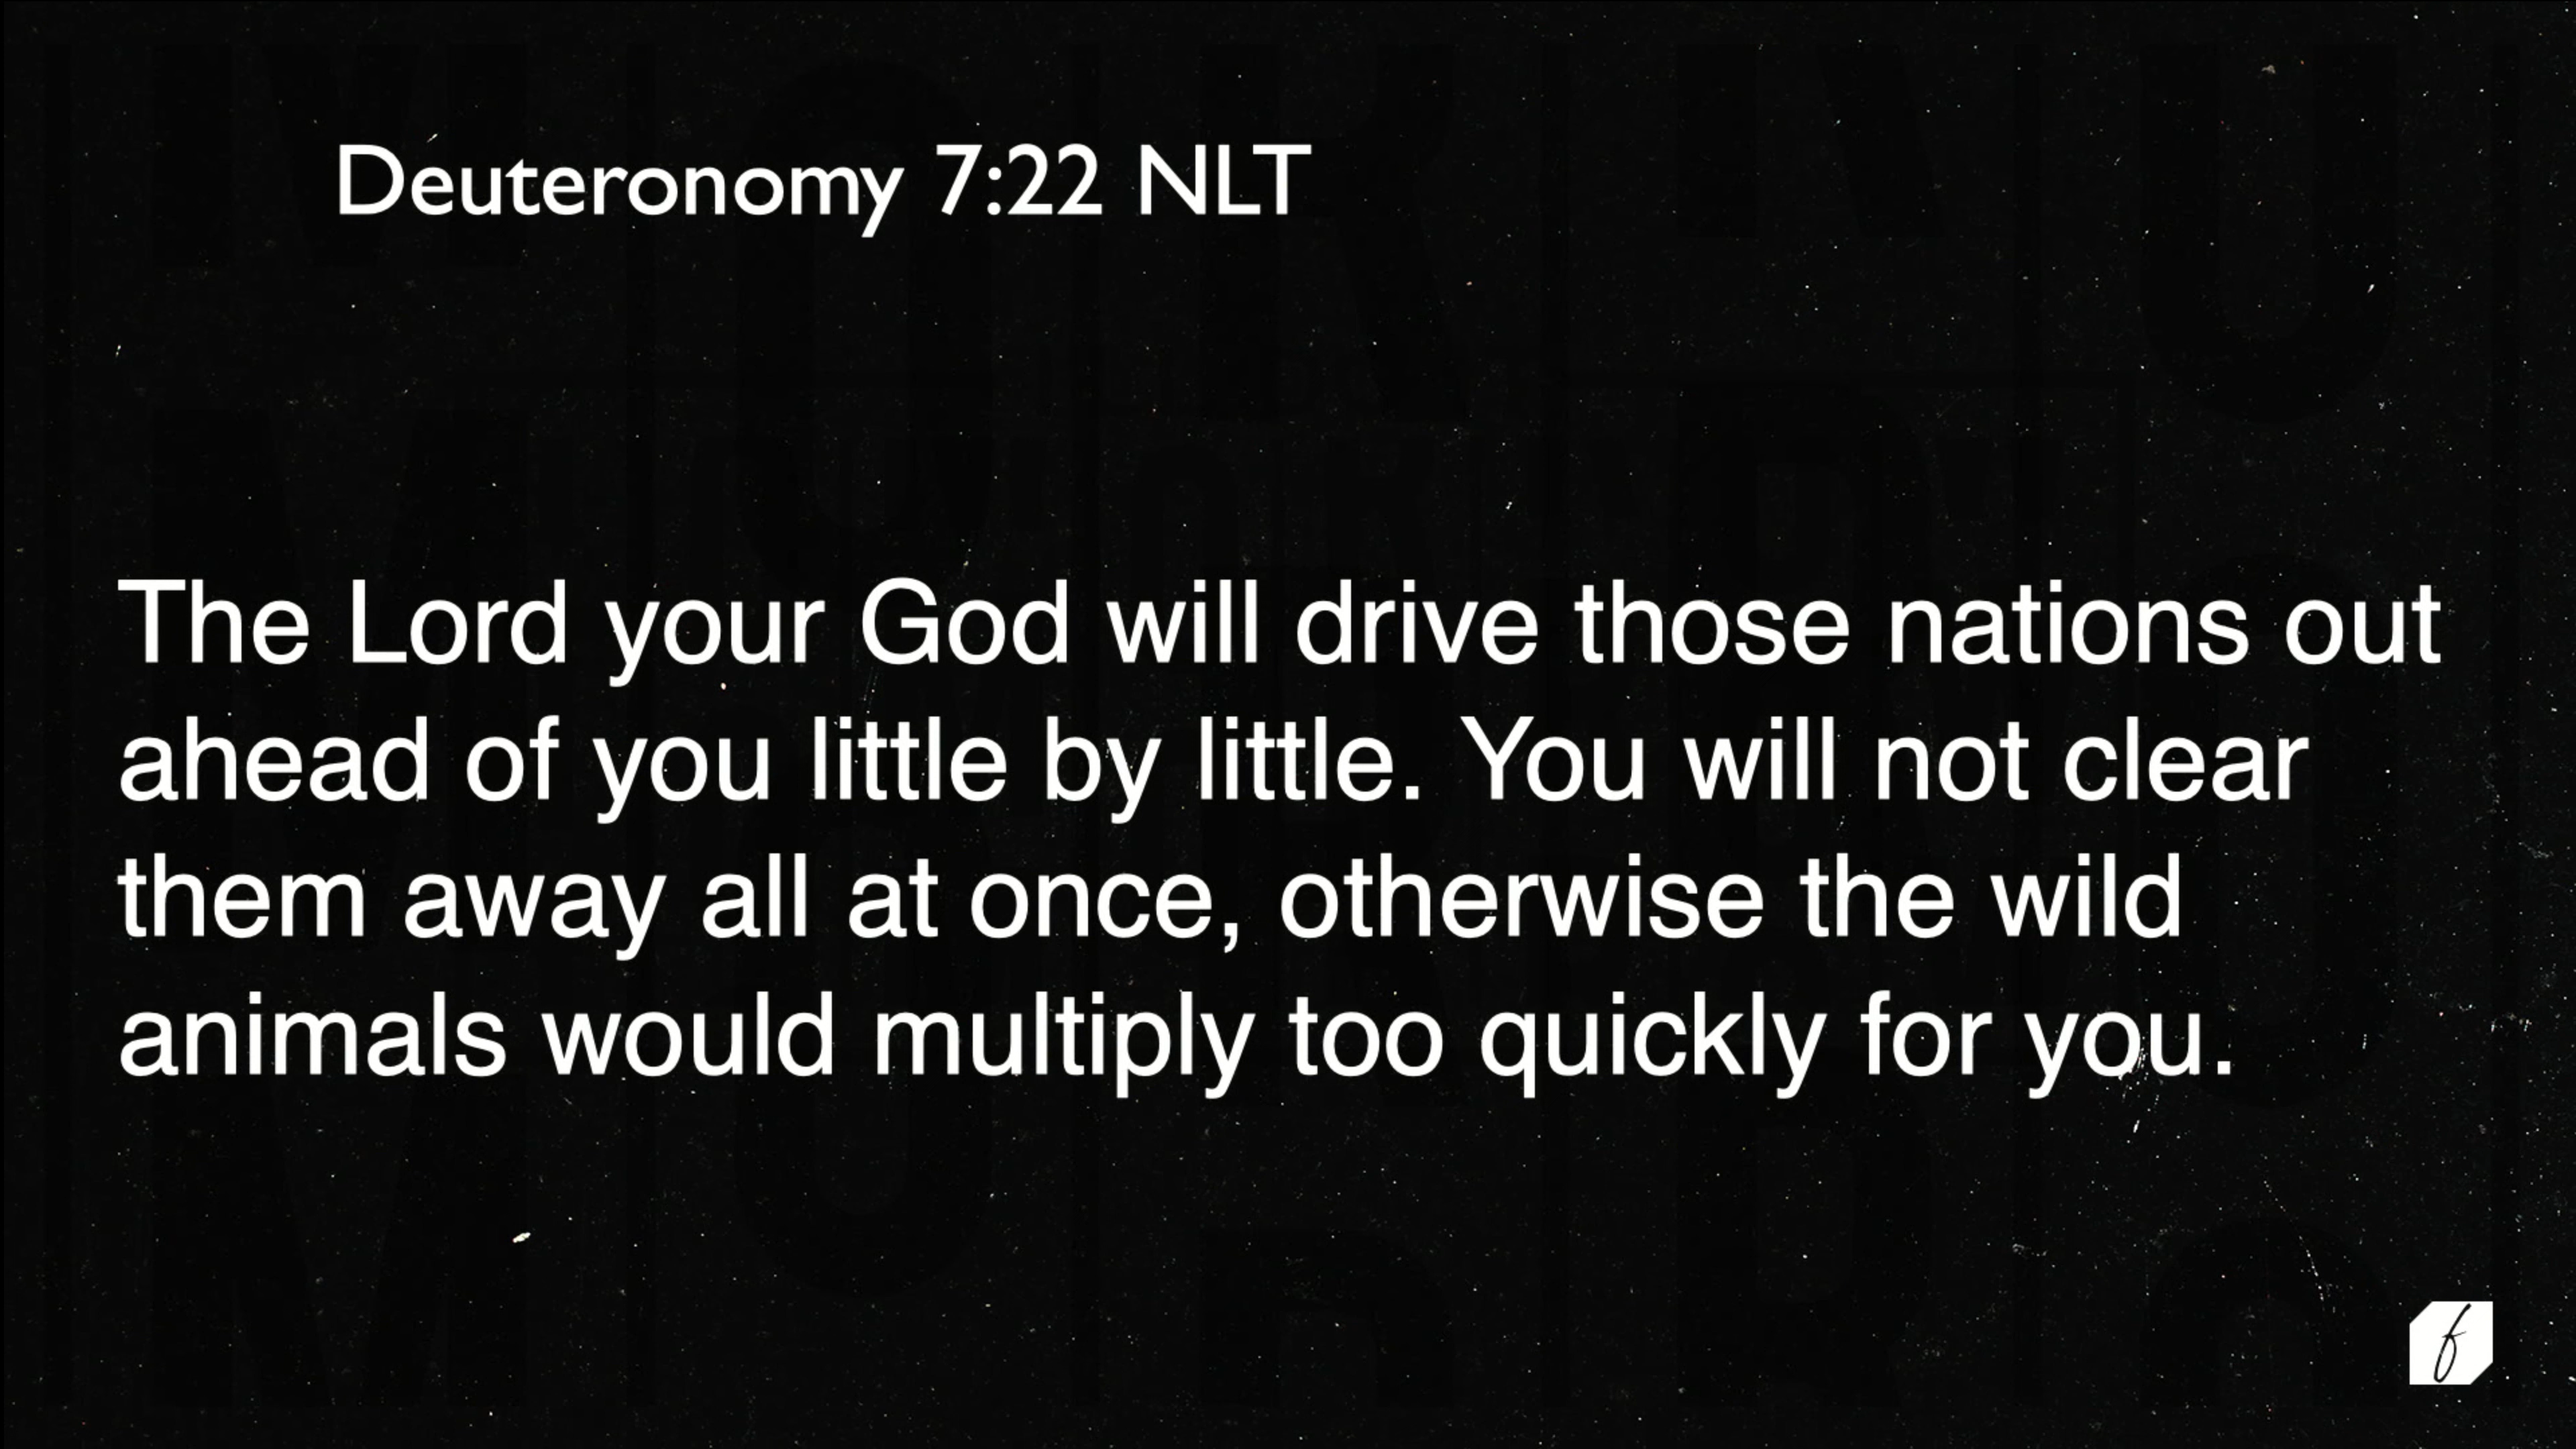 Deuteronomy 7:22 NLT
The Lord your God will drive those nations out
ahead of you little by little. You will not clear
them away all at once, otherwise the wild
animals would multiply too quickly for you.
f